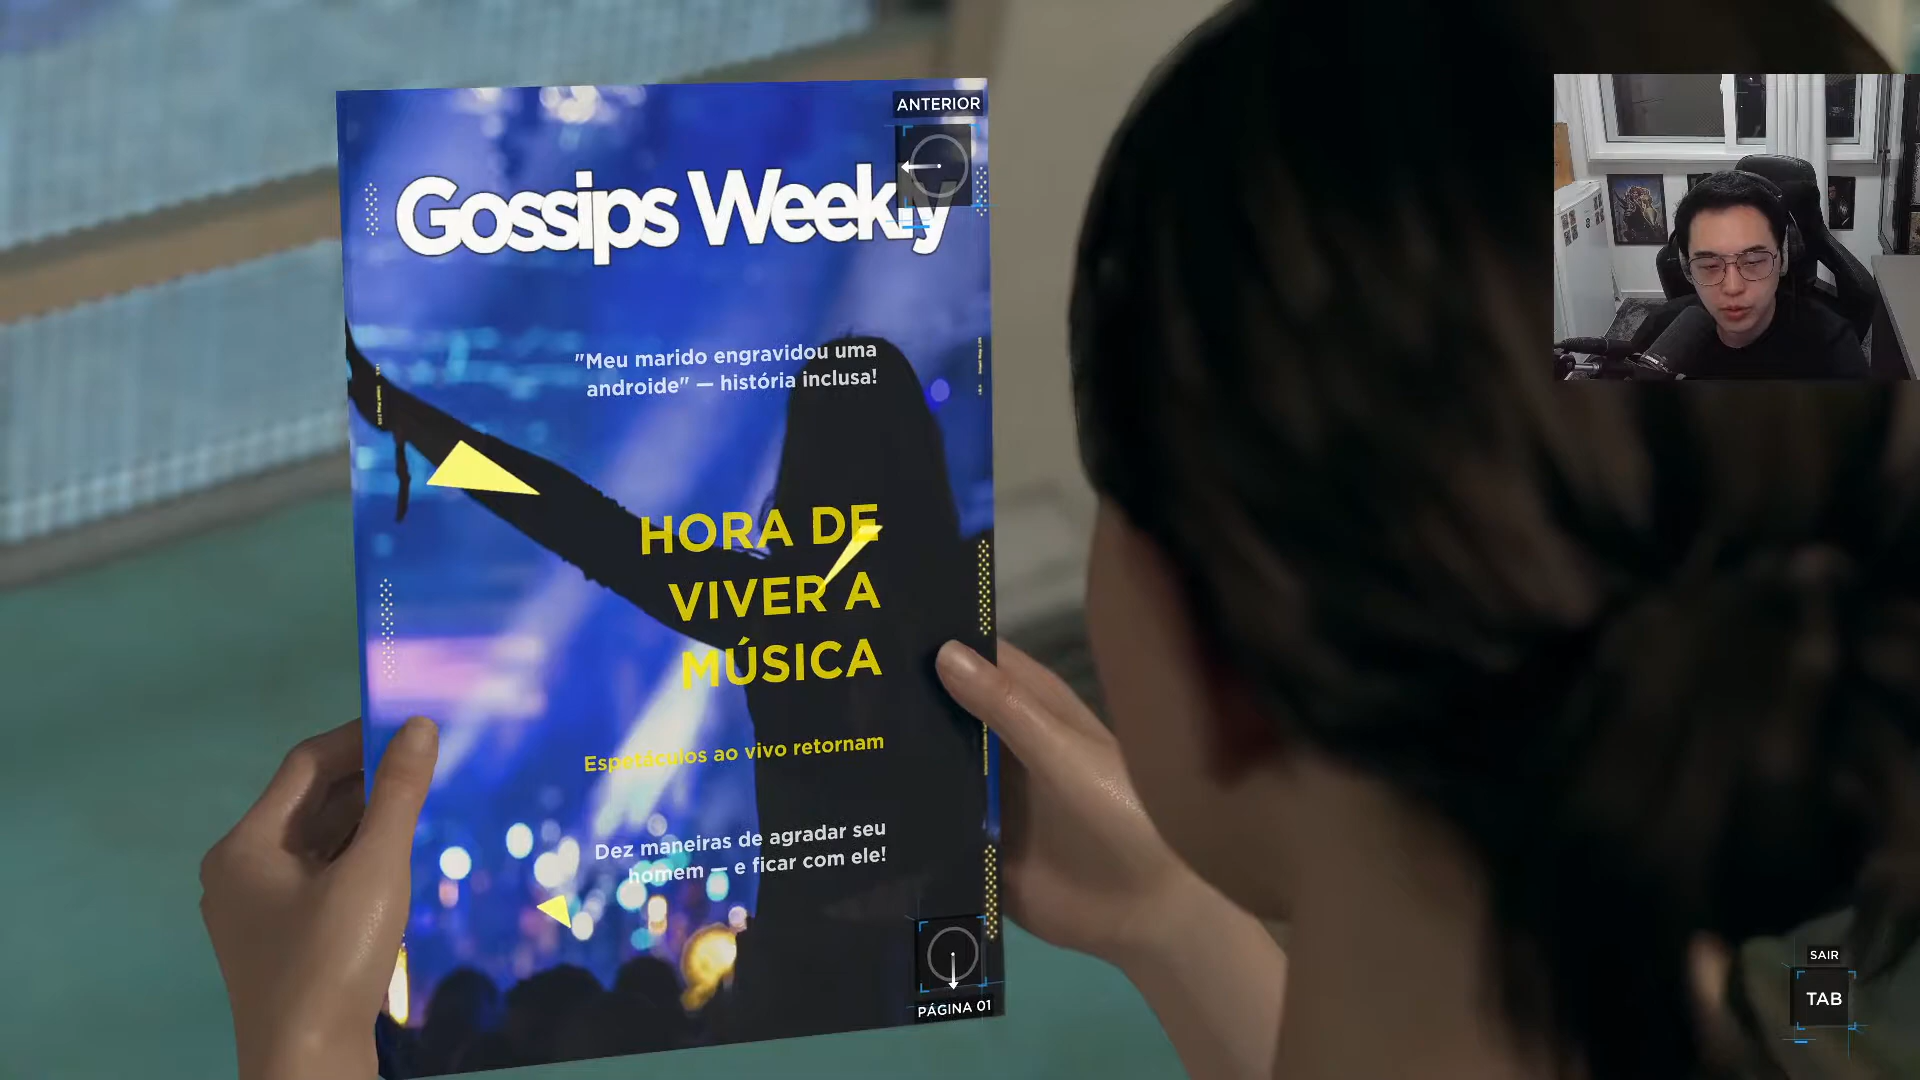 ANTERIOR
Gossips Weekly
"Meu marido engravidou uma
androide" — história inclusa!
HORA DE
VIVER A
MÚSICA
Espetáculos ao vivo retornam
Dez maneiras de agradar seu
homem — e ficar com ele!
PÁGINA 01
SAIR
TAB